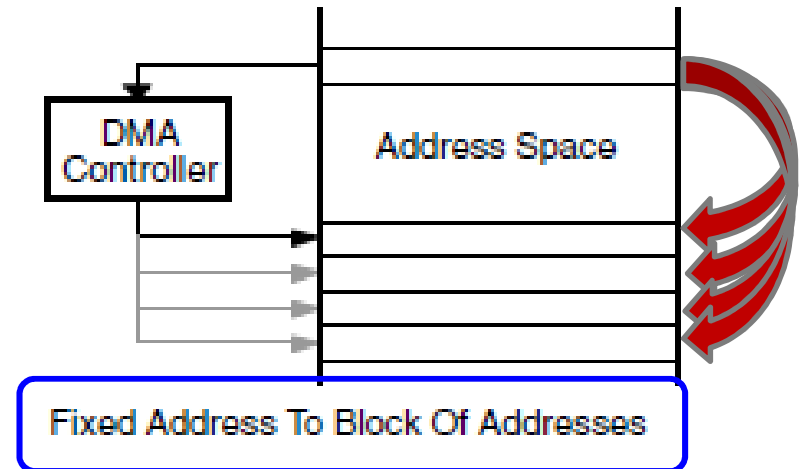 DMA
Controller
Address Space
Fixed Address To Block Of Addresses